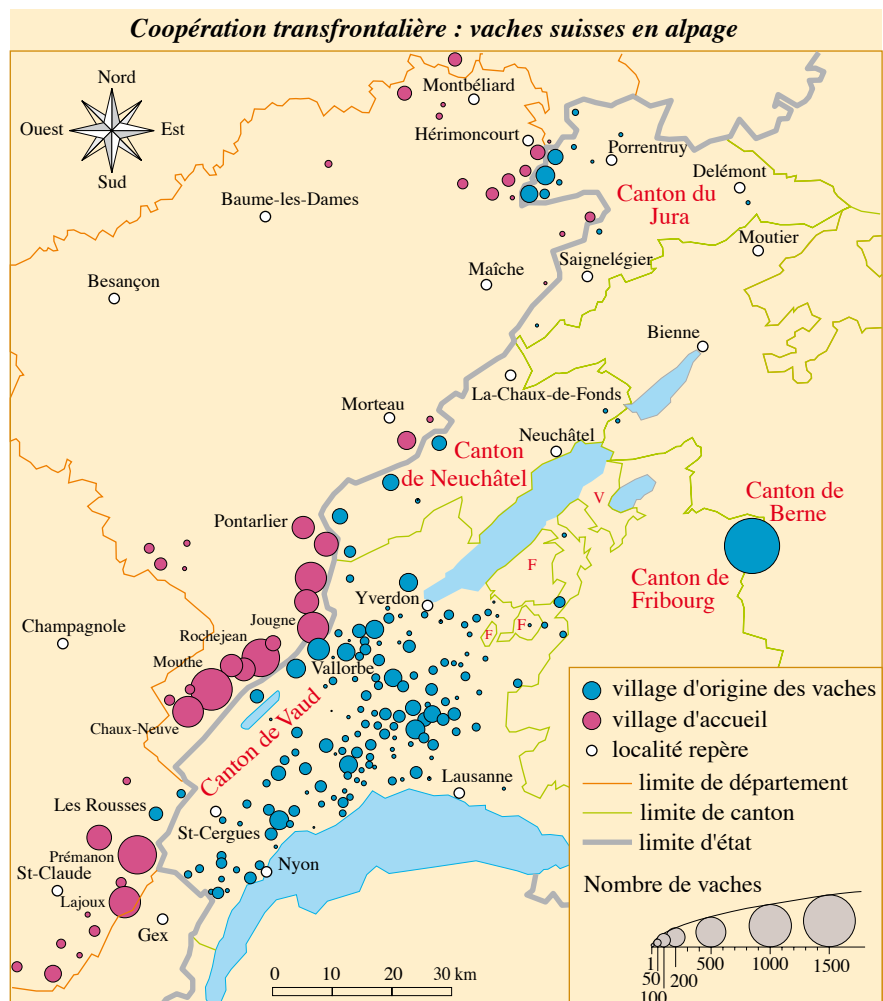 Coopération transfrontalière : vaches suisses en alpage
Nord
Ouest
Est
Sud
Montbéliard
Hérimoncourt
Porrentruy
Delémont
Canton du
Jura
Baume-les-Dames
Moutier
Saignelégier
Maîche
Besançon
Bienne
La-Chaux-de-Fonds
Morteau
Neuchâtel
Canton
de Neuchâtel
V
Canton de
Berne
Pontarlier
F
Canton de
Fribourg
Yverdon
Jougne
F
F
Champagnole
Rochejean
Mouthe
Vallorbe
Chaux-Neuve
Canton de Vaud
Lausanne
Les Rousses
St-Cergues
Prémanon
St-Claude
Nyon
Lajoux
Gex
0 10 20 30 km
village d'origine des vaches
village d'accueil
localité repère
limite de département
limite de canton
limite d'état
Nombre de vaches
1 500 1000 1500
50 200
100